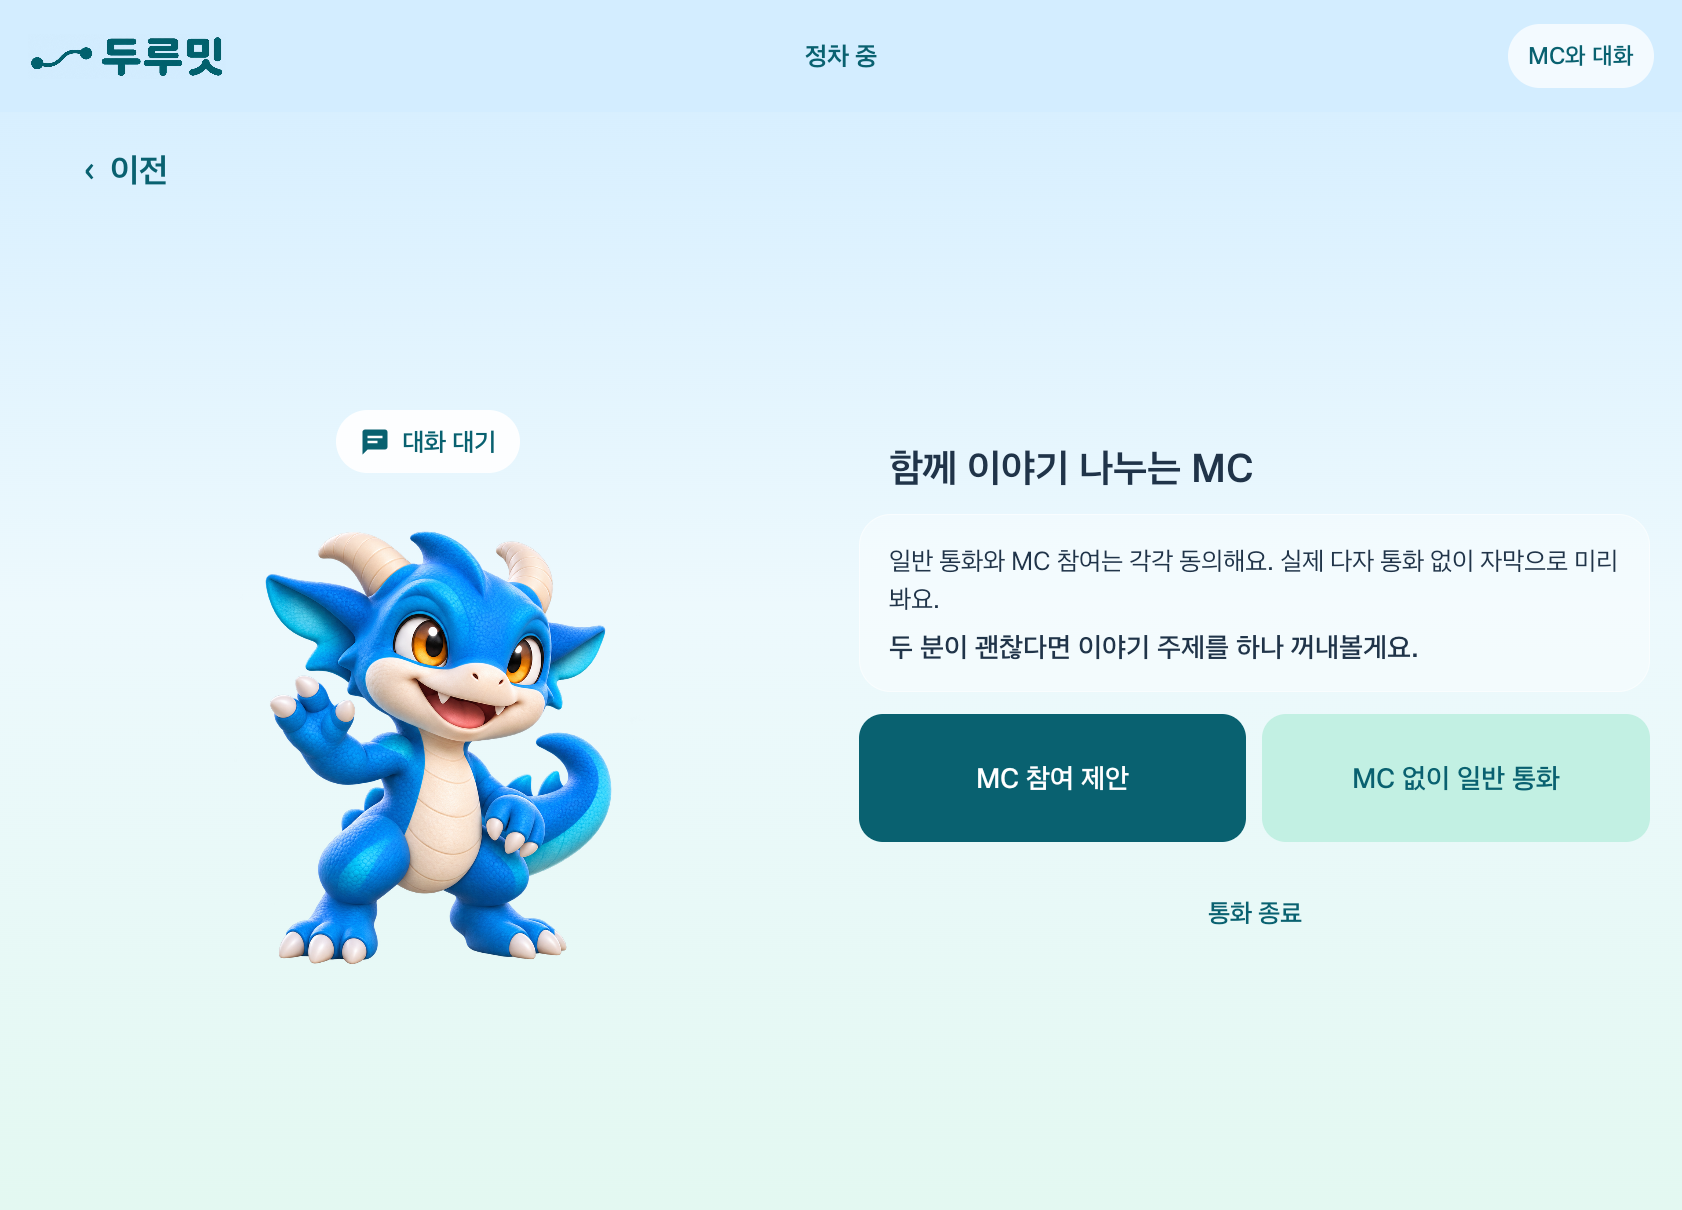 두루밋
정차 중
MC와 대화
‹ 이전
대화 대기
함께 이야기 나누는 MC
일반 통화와 MC 참여는 각각 동의해요. 실제 다자 통화 없이 자막으로 미리
봐요.
두 분이 괜찮다면 이야기 주제를 하나 꺼내볼게요.
MC 참여 제안
MC 없이 일반 통화
통화 종료